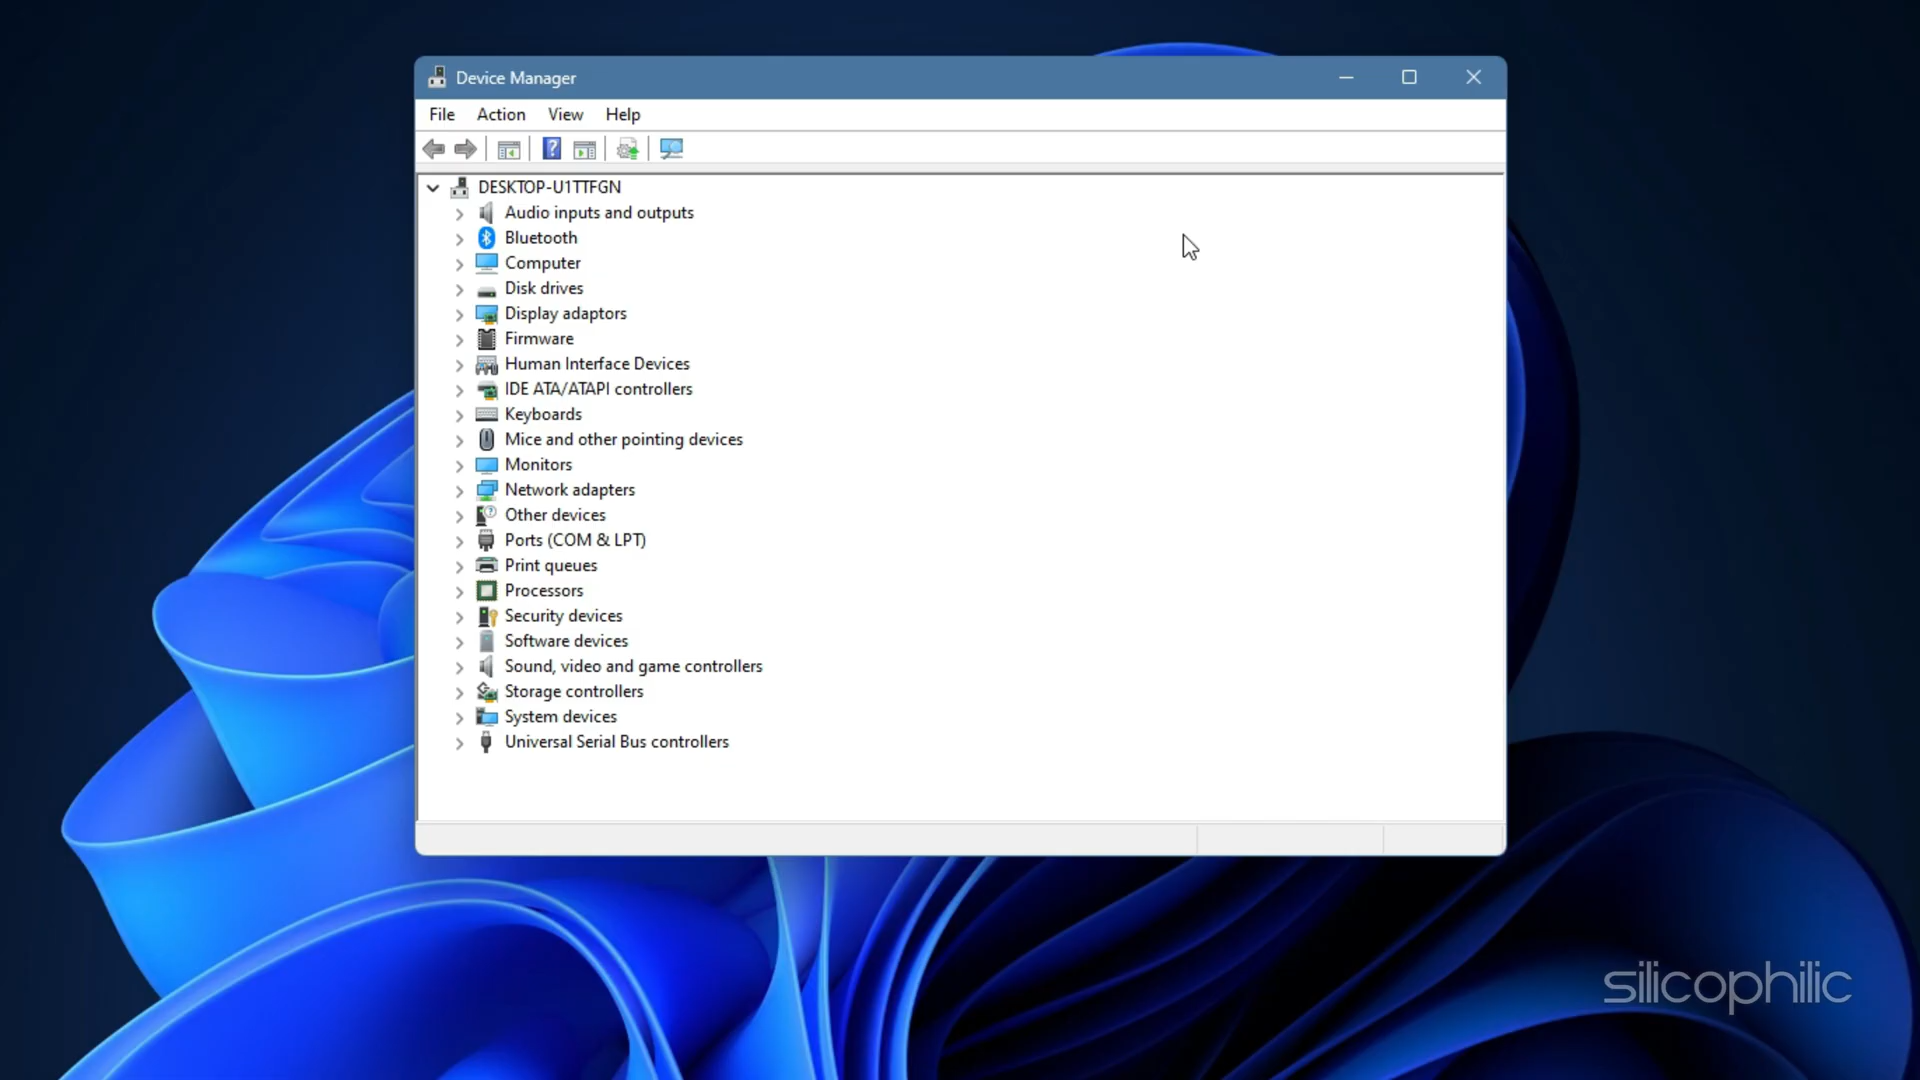 Device Manager
File Action View Help
DESKTOP-U1TTFGN
Audio inputs and outputs
Bluetooth
Computer
Disk drives
Display adaptors
Firmware
Human Interface Devices
IDE ATA/ATAPI controllers
Keyboards
Mice and other pointing devices
Monitors
Network adapters
Other devices
Ports (COM & LPT)
Print queues
Processors
Security devices
Software devices
Sound, video and game controllers
Storage controllers
System devices
Universal Serial Bus controllers
silicophilic